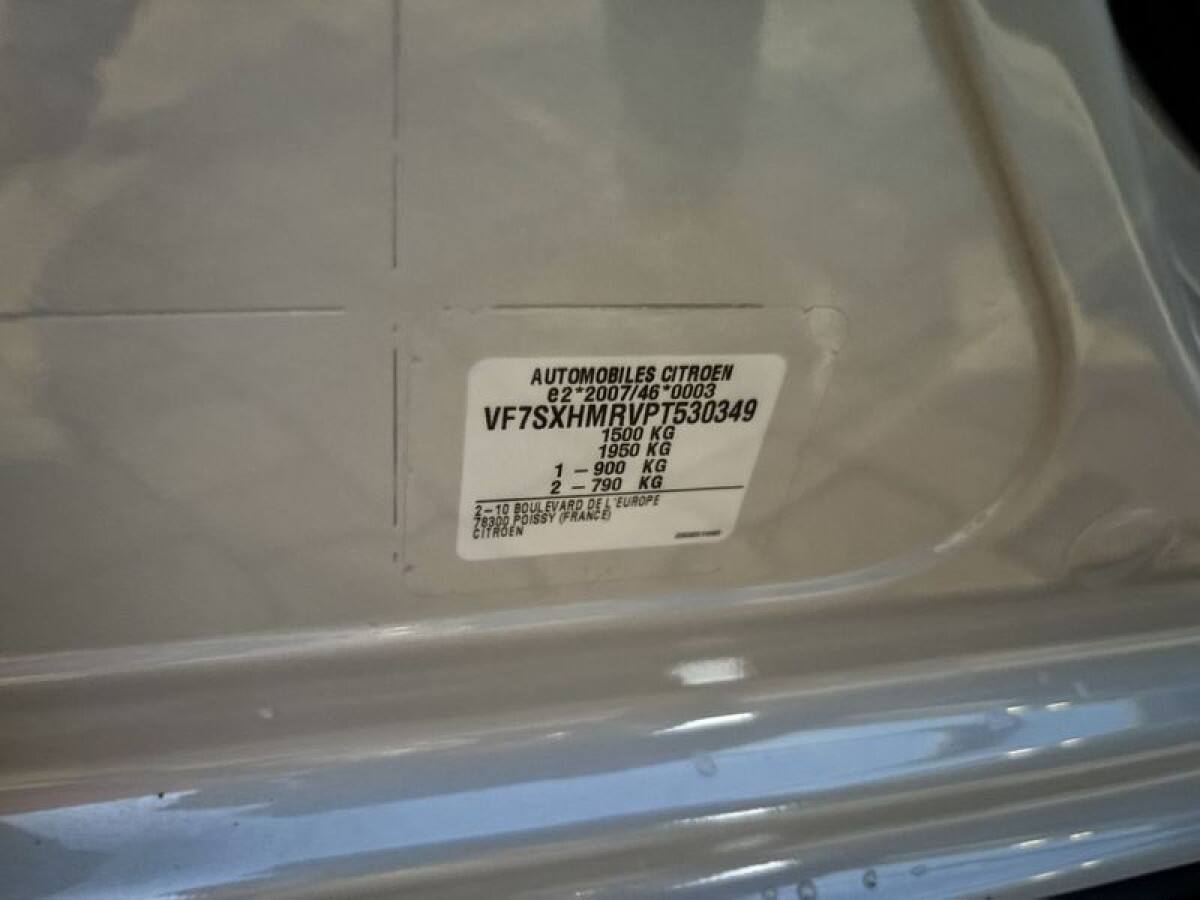 AUTOMOBILES CITROEN
e2*2007/46*0003
VF7SXHMRVPT530349
1500 KG
1950 KG
1 – 900 KG
2 – 790 KG
2–10 BOULEVARD DE L'EUROPE
78300 POISSY (FRANCE)
CITROEN